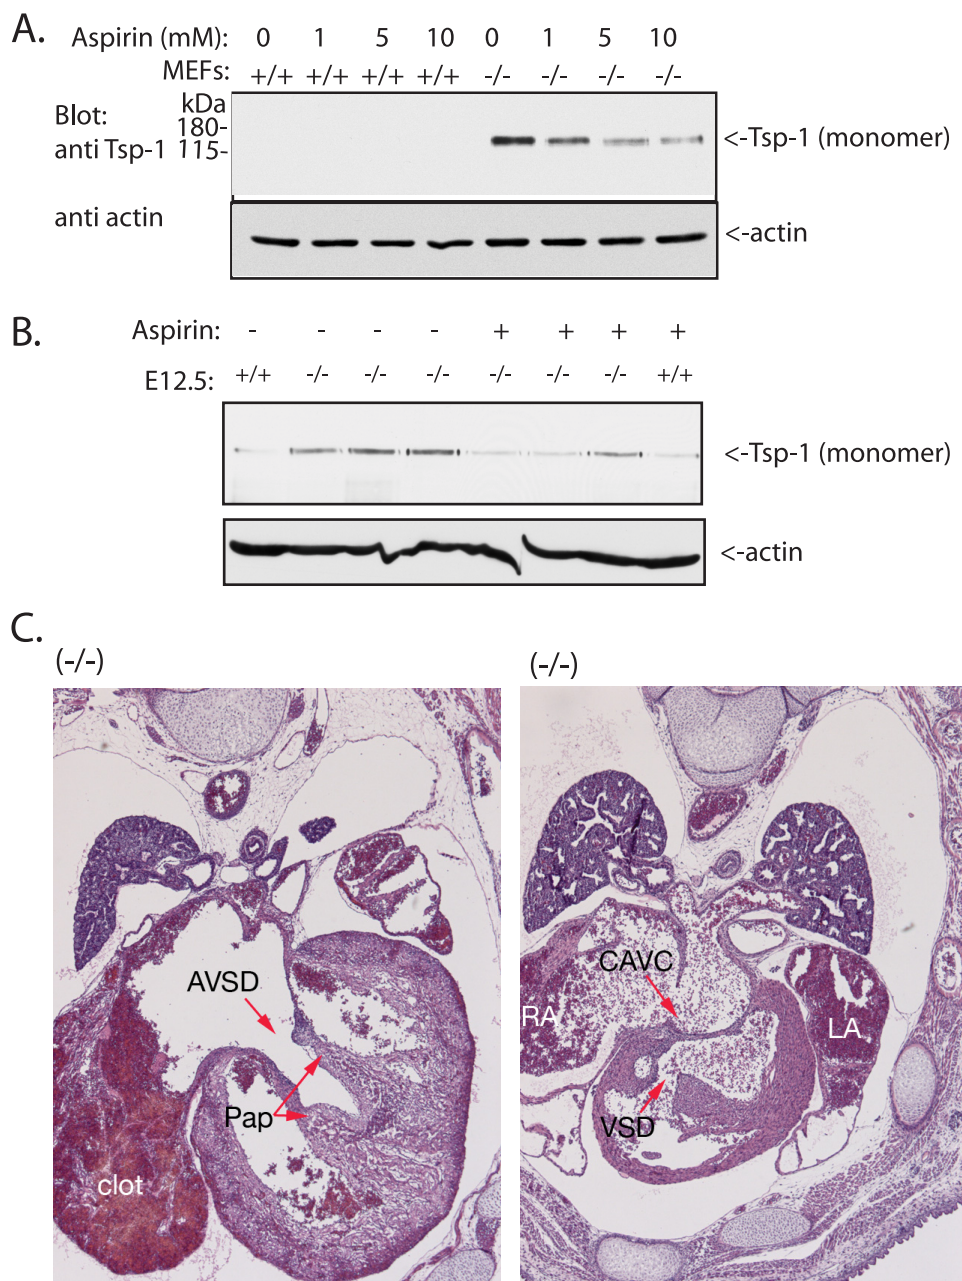 A.
Aspirin (mM): 0 1 5 10 0 1 5 10
MEFs: +/+ +/+ +/+ +/+ -/- -/- -/- -/-
kDa
Blot:
180-
anti Tsp-1 115-
<-Tsp-1 (monomer)
anti actin
<-actin
B.
Aspirin: - - - - + + + +
E12.5: +/+ -/- -/- -/- -/- -/- -/- +/+
<-Tsp-1 (monomer)
<-actin
C.
(-/-)
(-/-)
AVSD
Pap
clot
CAVC
RA
LA
VSD